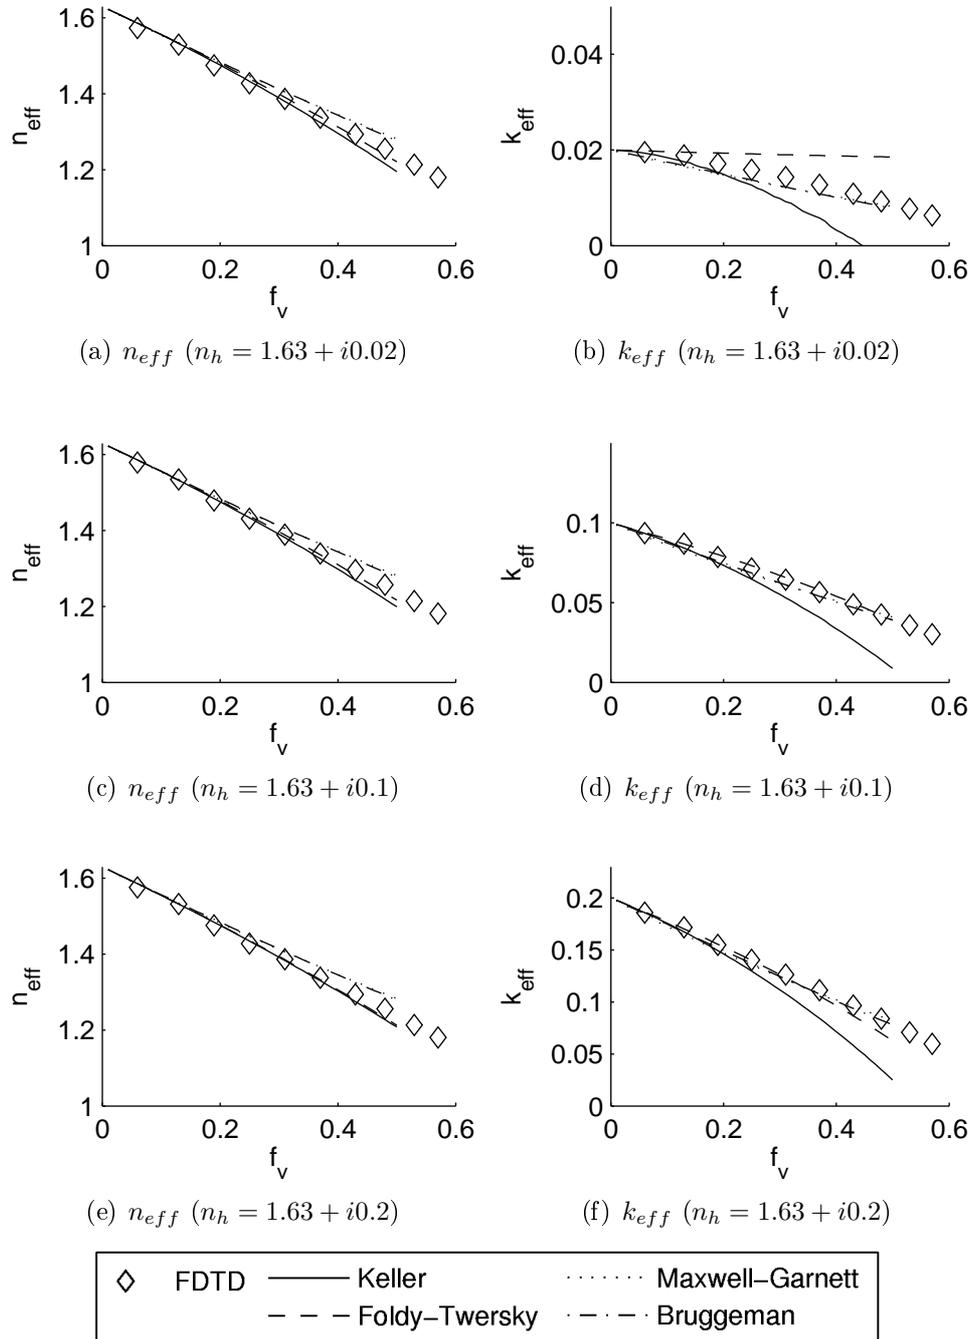 1.6
1.4
1.2
1
n_eff
0 0.2 0.4 0.6
f_v
(a) n_eff (n_h = 1.63 + i0.02)
0.04
0.02
0
k_eff
0 0.2 0.4 0.6
f_v
(b) k_eff (n_h = 1.63 + i0.02)
1.6
1.4
1.2
1
n_eff
0 0.2 0.4 0.6
f_v
(c) n_eff (n_h = 1.63 + i0.1)
0.1
0.05
0
k_eff
0 0.2 0.4 0.6
f_v
(d) k_eff (n_h = 1.63 + i0.1)
1.6
1.4
1.2
1
n_eff
0 0.2 0.4 0.6
f_v
(e) n_eff (n_h = 1.63 + i0.2)
0.2
0.15
0.1
0.05
0
k_eff
0 0.2 0.4 0.6
f_v
(f) k_eff (n_h = 1.63 + i0.2)
FDTD Keller Maxwell−Garnett
Foldy−Twersky Bruggeman